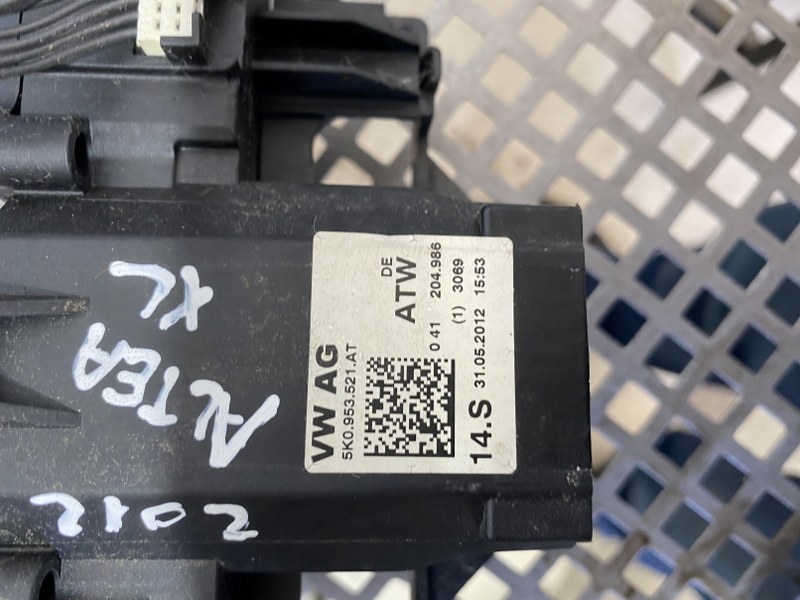 VW AG
5K0.953.521.AT
DE
ATW
0 41 204.986
(1) 3069
14.S 31.05.2012 15:53
ALTEA
XL
2012